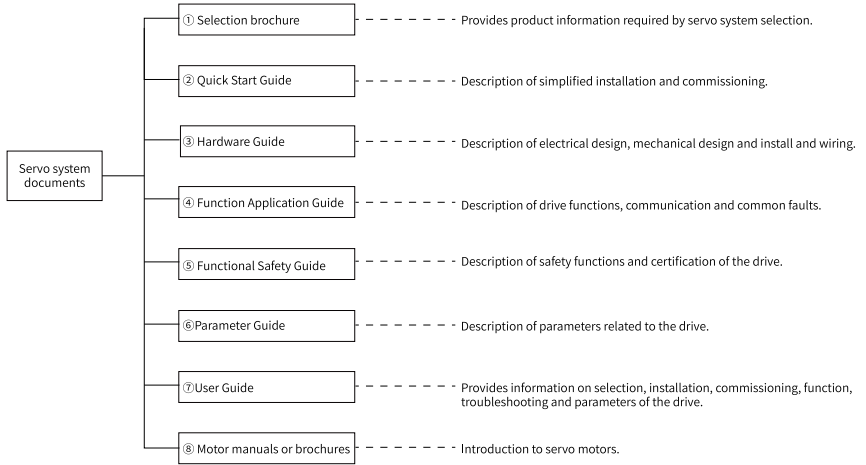 ① Selection brochure
Provides product information required by servo system selection.
② Quick Start Guide
Description of simplified installation and commissioning.
③ Hardware Guide
Description of electrical design, mechanical design and install and wiring.
Servo system
documents
④ Function Application Guide
Description of drive functions, communication and common faults.
⑤ Functional Safety Guide
Description of safety functions and certification of the drive.
⑥Parameter Guide
Description of parameters related to the drive.
⑦User Guide
Provides information on selection, installation, commissioning, function,
troubleshooting and parameters of the drive.
⑧ Motor manuals or brochures
Introduction to servo motors.